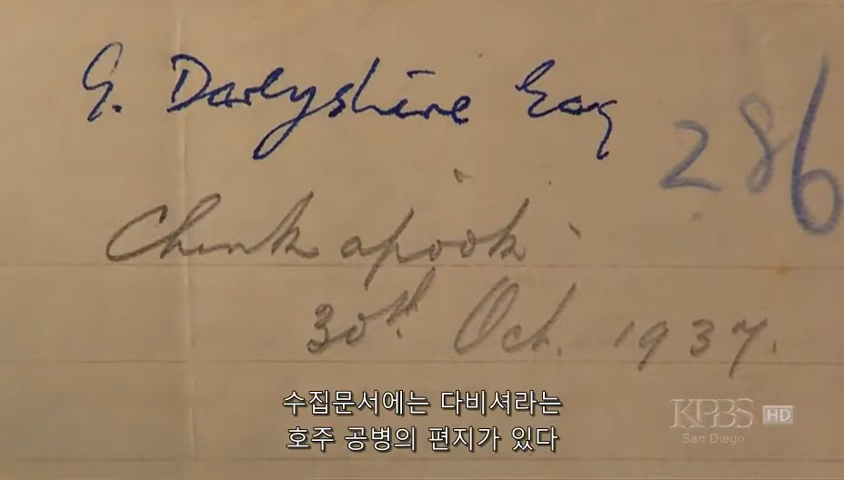 G. Darbyshire Esq
286
Chinkapook.
30th. Oct. 1937.
수집문서에는 다비셔라는
호주 공병의 편지가 있다
KPBS HD
San Diego